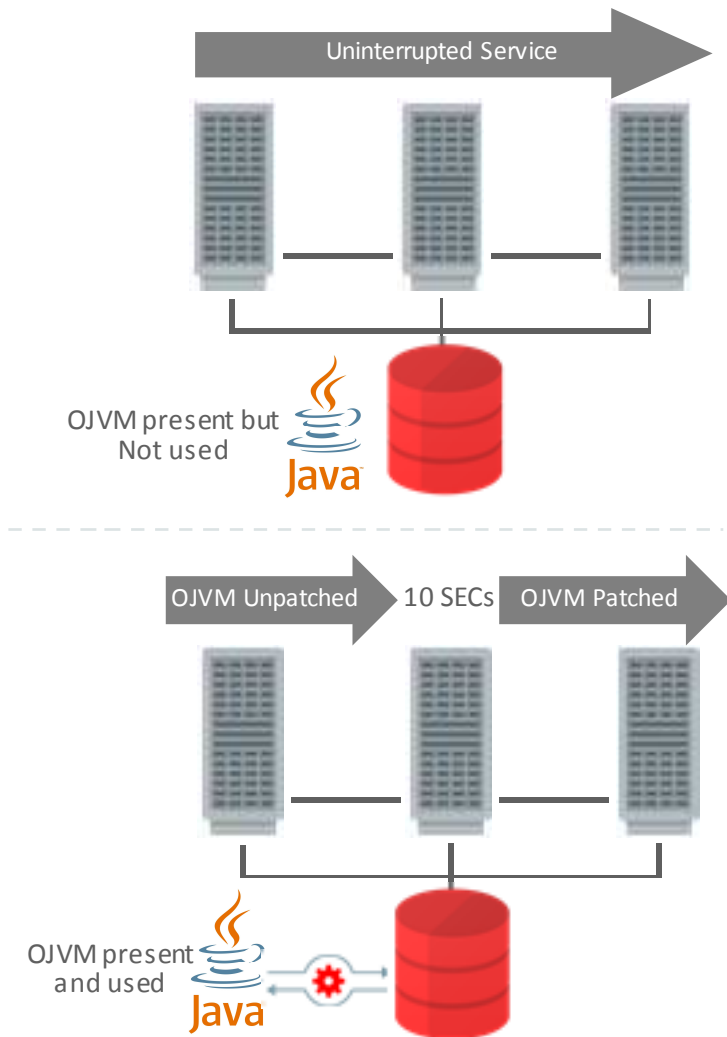 Uninterrupted Service
OJVM present but
Not used
Java
OJVM Unpatched
10 SECs
OJVM Patched
OJVM present
and used
Java